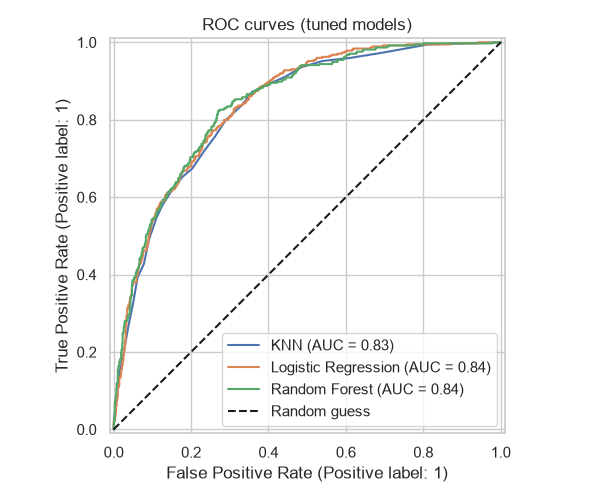 ROC curves (tuned models)
True Positive Rate (Positive label: 1)
1.0
0.8
0.6
0.4
0.2
0.0
KNN (AUC = 0.83)
Logistic Regression (AUC = 0.84)
Random Forest (AUC = 0.84)
Random guess
0.0 0.2 0.4 0.6 0.8 1.0
False Positive Rate (Positive label: 1)